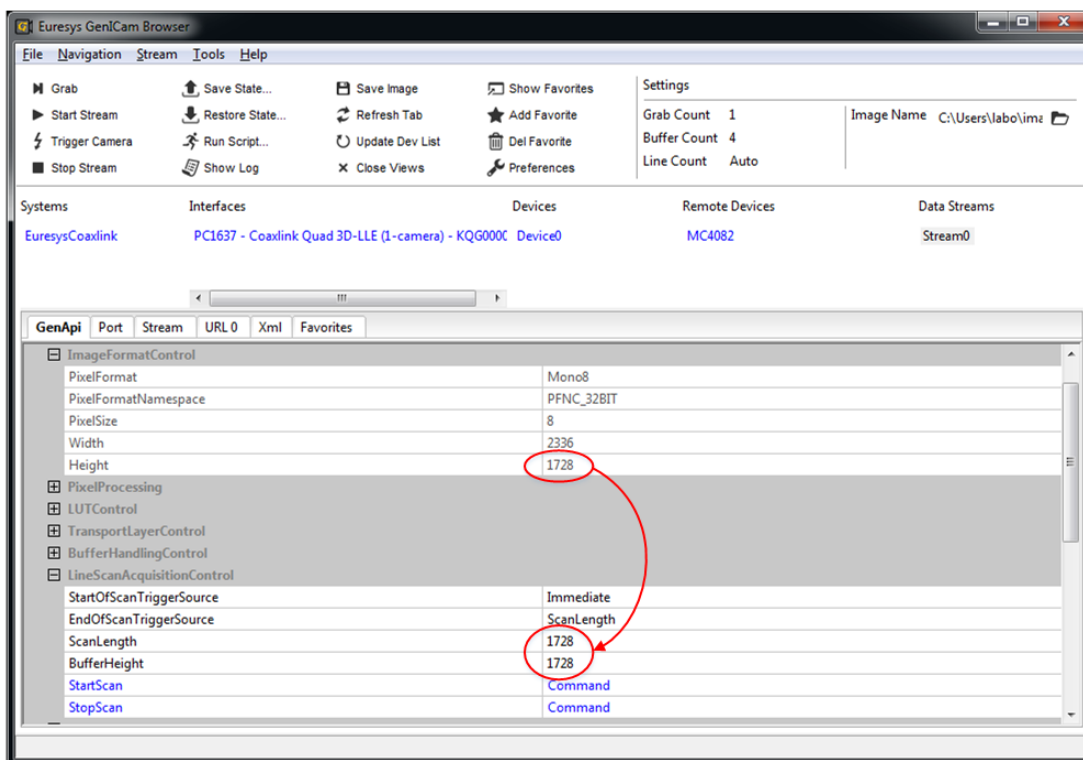 Euresys GenICam Browser
File Navigation Stream Tools Help
Grab Save State... Save Image Show Favorites Settings
Start Stream Restore State... Refresh Tab Add Favorite Grab Count 1 Image Name C:\Users\labo\ima
Trigger Camera Run Script... Update Dev List Del Favorite Buffer Count 4
Stop Stream Show Log Close Views Preferences Line Count Auto
Systems Interfaces Devices Remote Devices Data Streams
EuresysCoaxlink PC1637 - Coaxlink Quad 3D-LLE (1-camera) - KQG0000 Device0 MC4082 Stream0
GenApi Port Stream URL 0 Xml Favorites
ImageFormatControl
PixelFormat Mono8
PixelFormatNamespace PFNC_32BIT
PixelSize 8
Width 2336
Height 1728
PixelProcessing
LUTControl
TransportLayerControl
BufferHandlingControl
LineScanAcquisitionControl
StartOfScanTriggerSource Immediate
EndOfScanTriggerSource ScanLength
ScanLength 1728
BufferHeight 1728
StartScan Command
StopScan Command